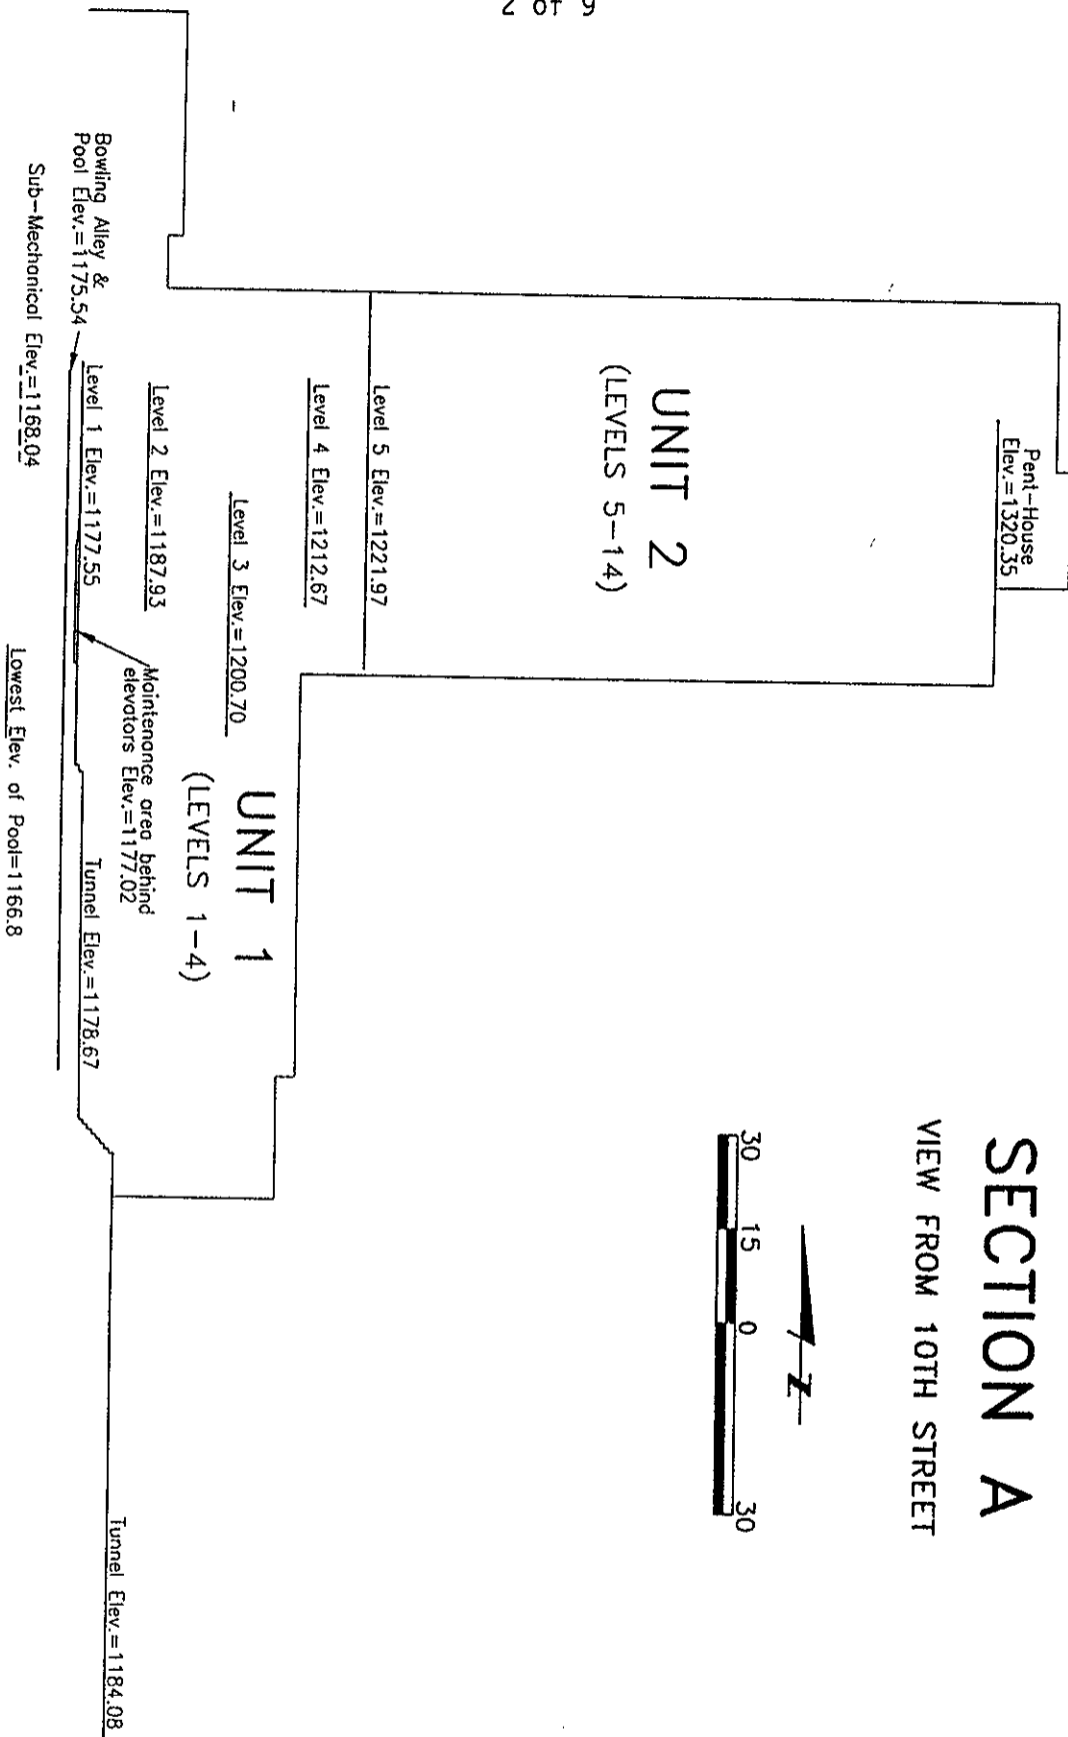 2 of 9
SECTION A
VIEW FROM 10TH STREET
30 15 0 30
Z
Pent-House
Elev.=1320.35
UNIT 2
(LEVELS 5-14)
Level 5 Elev.=1221.97
Level 4 Elev.=1212.67
Level 3 Elev.=1200.70
UNIT 1
(LEVELS 1-4)
Level 2 Elev.=1187.93
Maintenance area behind
elevators Elev.=1177.02
Bowling Alley &
Pool Elev.=1175.54
Level 1 Elev.=1177.55
Tunnel Elev.=1178.67
Tunnel Elev.=1184.08
Sub-Mechanical Elev.=1168.04
Lowest Elev. of Pool=1166.8